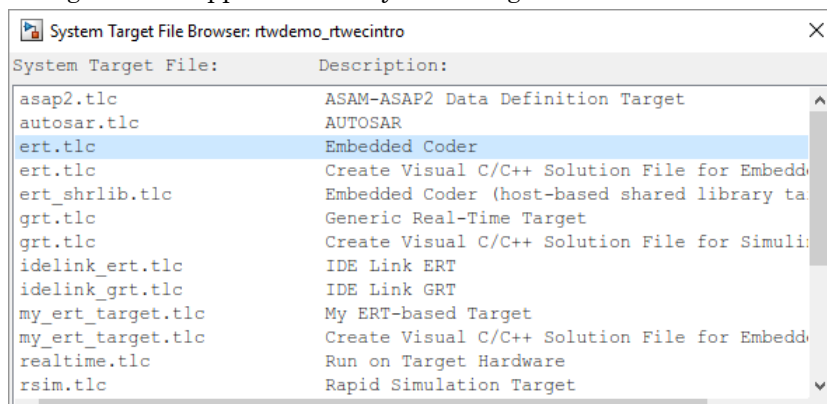 System Target File Browser: rtwdemo_rtwecintro
System Target File: Description:
asap2.tlc ASAM-ASAP2 Data Definition Target
autosar.tlc AUTOSAR
ert.tlc Embedded Coder
ert.tlc Create Visual C/C++ Solution File for Embedd
ert_shrlib.tlc Embedded Coder (host-based shared library ta
grt.tlc Generic Real-Time Target
grt.tlc Create Visual C/C++ Solution File for Simuli
idelink_ert.tlc IDE Link ERT
idelink_grt.tlc IDE Link GRT
my_ert_target.tlc My ERT-based Target
my_ert_target.tlc Create Visual C/C++ Solution File for Embedd
realtime.tlc Run on Target Hardware
rsim.tlc Rapid Simulation Target